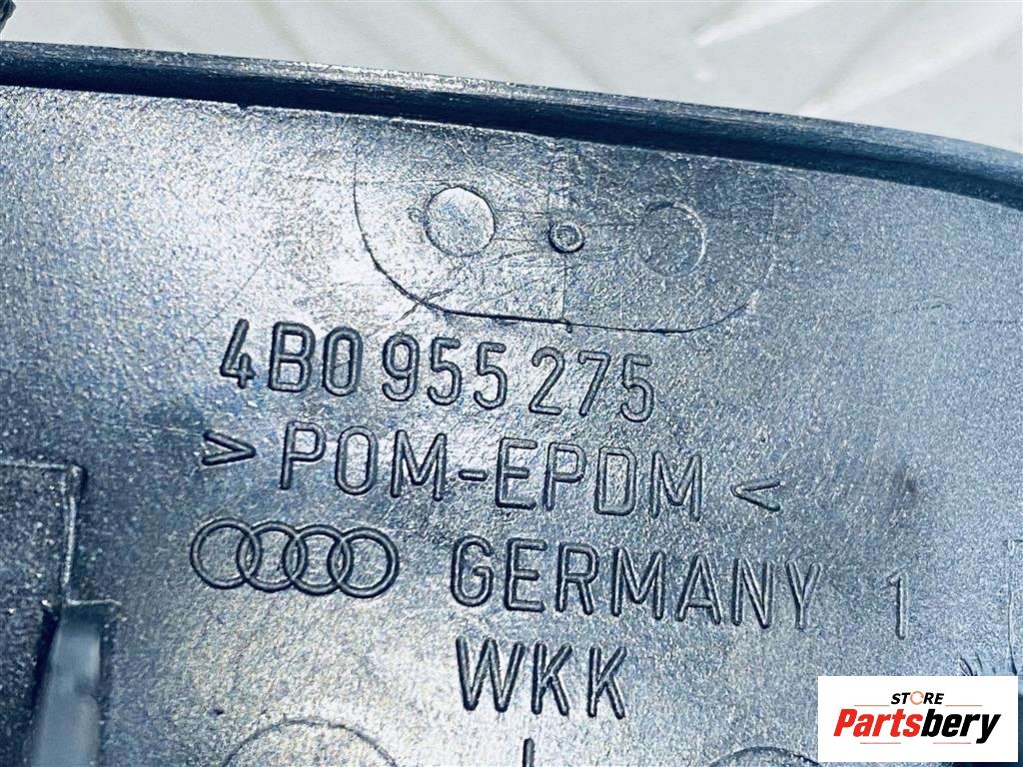 4B0 955 275
> POM-EPDM <
GERMANY 1
WKK
STORE
Partsbery